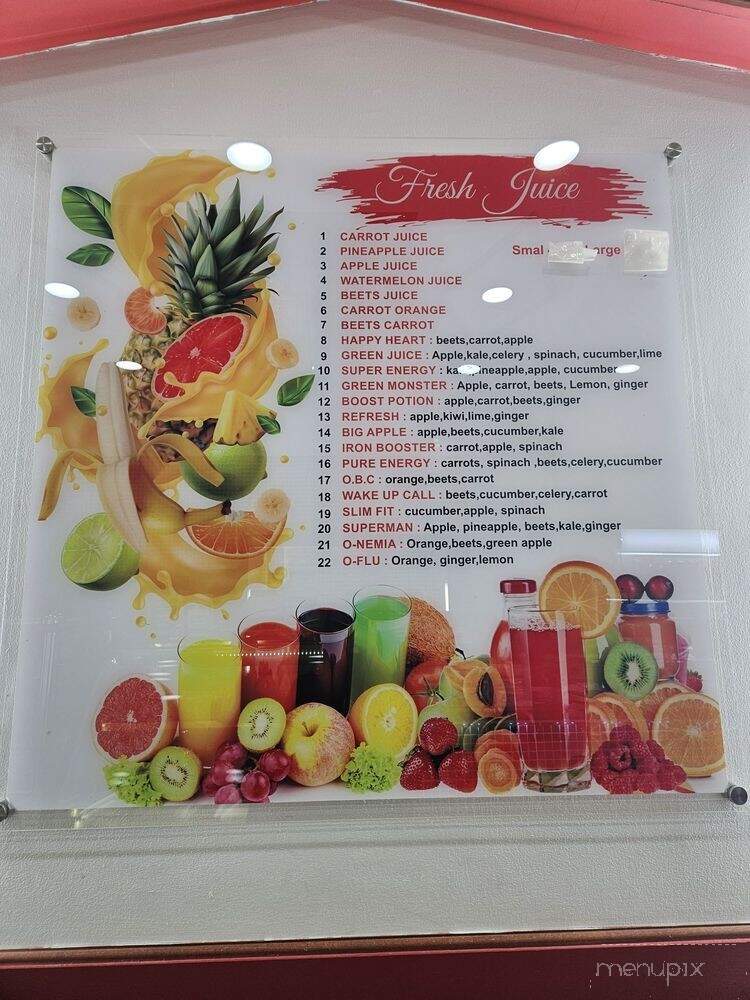 Fresh Juice
Smal orge
1 CARROT JUICE
2 PINEAPPLE JUICE
3 APPLE JUICE
4 WATERMELON JUICE
5 BEETS JUICE
6 CARROT ORANGE
7 BEETS CARROT
8 HAPPY HEART : beets,carrot,apple
9 GREEN JUICE : Apple,kale,celery , spinach, cucumber,lime
10 SUPER ENERGY : apple, cucumber
11 GREEN MONSTER : Apple, carrot, beets, Lemon, ginger
12 BOOST POTION : apple,carrot,beets,ginger
13 REFRESH : apple,kiwi,lime,ginger
14 BIG APPLE : apple,beets,cucumber,kale
15 IRON BOOSTER : carrot,apple, spinach
16 PURE ENERGY : carrots, spinach ,beets,celery,cucumber
17 O.B.C : orange,beets,carrot
18 WAKE UP CALL : beets,cucumber,celery,carrot
19 SLIM FIT : cucumber,apple, spinach
20 SUPERMAN : Apple, pineapple, beets,kale,ginger
21 O-NEMIA : Orange,beets,green apple
22 O-FLU : Orange, ginger,lemon
menupix